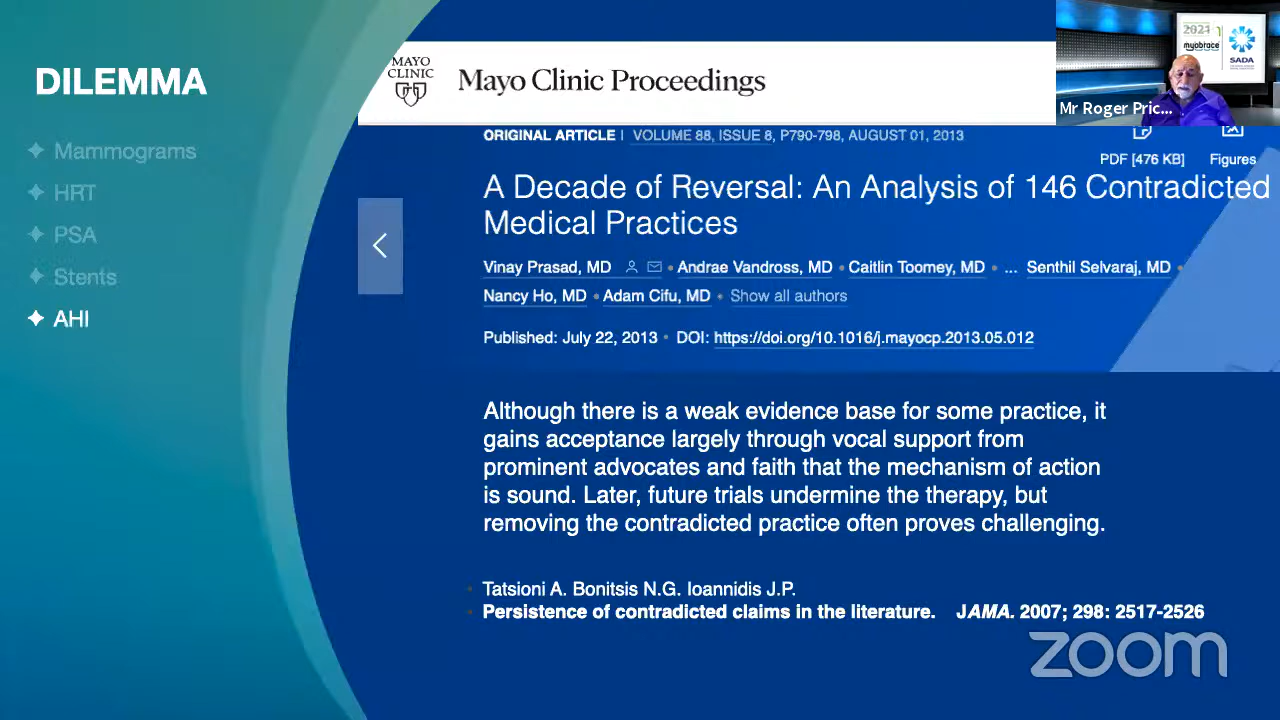 DILEMMA
✦ Mammograms
✦ HRT
✦ PSA
✦ Stents
✦ AHI
MAYO
CLINIC
Mayo Clinic Proceedings
ORIGINAL ARTICLE | VOLUME 88, ISSUE 8, P790-798, AUGUST 01, 2013
PDF [476 KB] Figures
A Decade of Reversal: An Analysis of 146 Contradicted
Medical Practices
Vinay Prasad, MD • Andrae Vandross, MD • Caitlin Toomey, MD • ... Senthil Selvaraj, MD •
Nancy Ho, MD • Adam Cifu, MD • Show all authors
Published: July 22, 2013 • DOI: https://doi.org/10.1016/j.mayocp.2013.05.012
Although there is a weak evidence base for some practice, it
gains acceptance largely through vocal support from
prominent advocates and faith that the mechanism of action
is sound. Later, future trials undermine the therapy, but
removing the contradicted practice often proves challenging.
• Tatsioni A. Bonitsis N.G. Ioannidis J.P.
• Persistence of contradicted claims in the literature. JAMA. 2007; 298: 2517-2526
2021
myobrace
SADA
Mr Roger Pric...
zoom